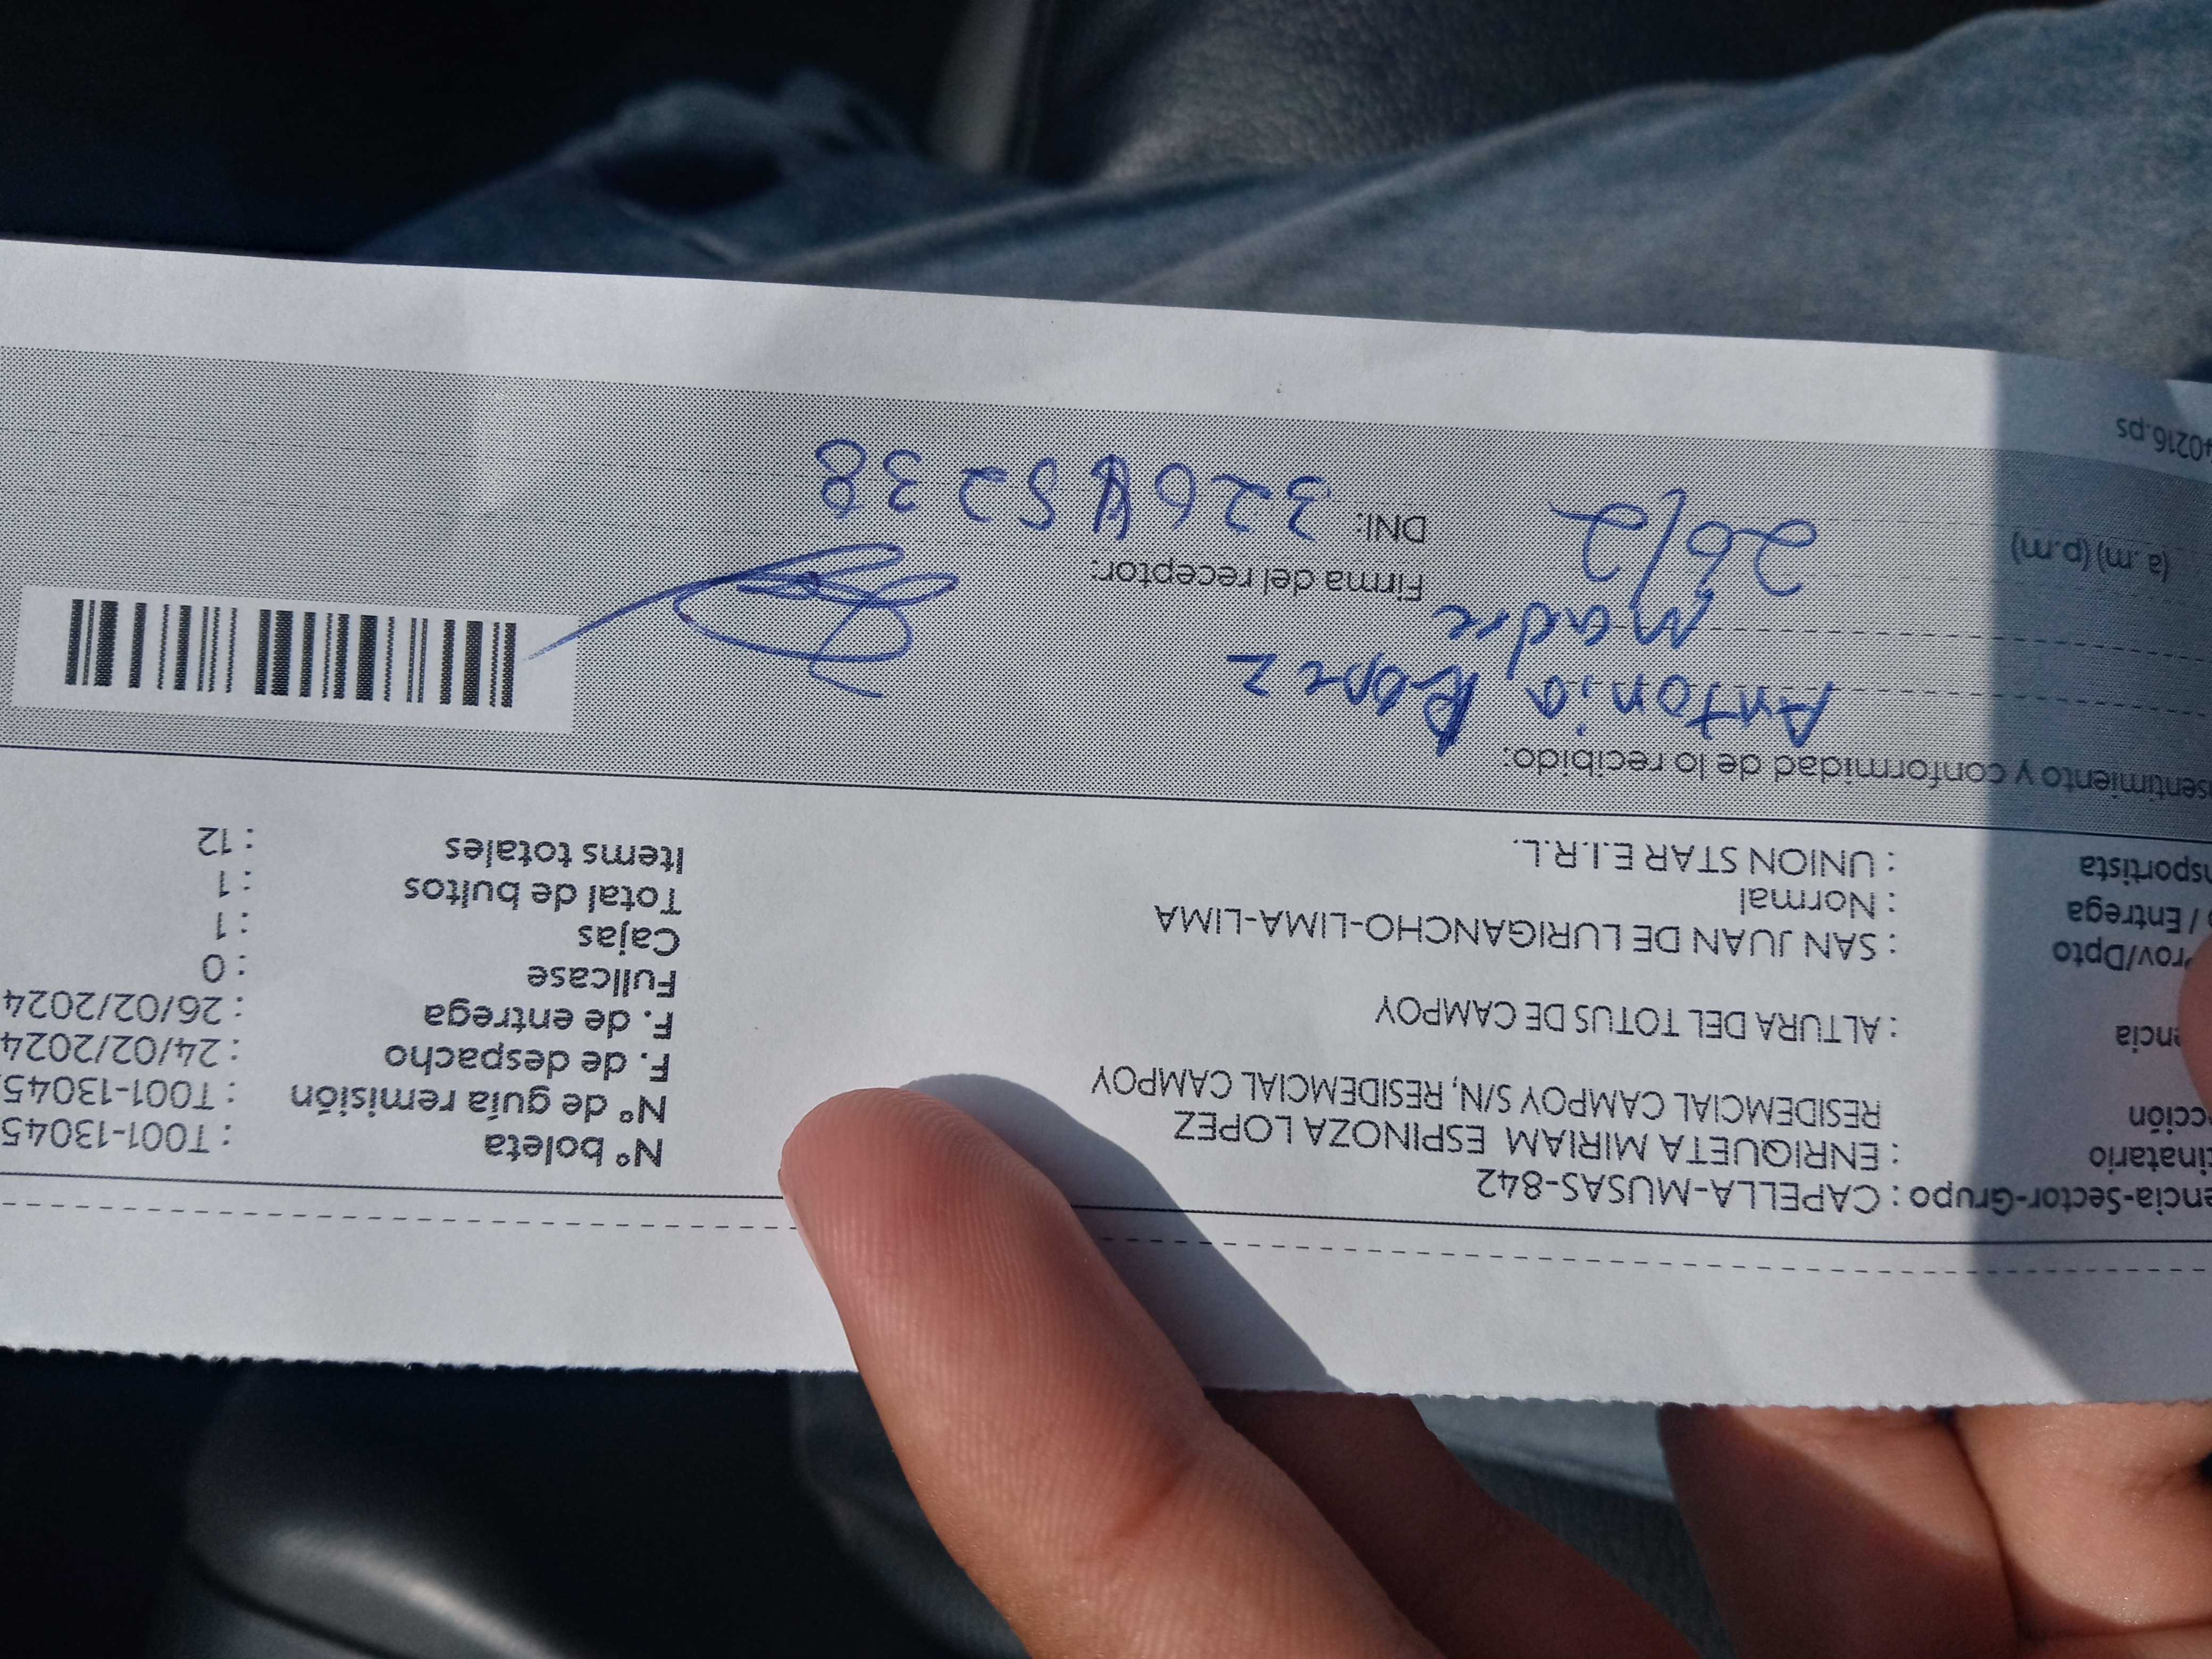 encia-Sector-Grupo : CAPELLA-MUSAS-842
inatario : ENRIQUETA MIRIAM ESPINOZA LOPEZ
cción RESIDEMCIAL CAMPOY S/N, RESIDEMCIAL CAMPOY
encia : ALTURA DEL TOTUS DE CAMPOY
Prov/Dpto : SAN JUAN DE LURIGANCHO-LIMA-LIMA
/ Entrega : Normal
nsportista : UNION STAR E.I.R.L.
N° boleta : T001-13045
N° de guía remisión : T001-13045
F. de despacho : 24/02/2024
F. de entrega : 26/02/2024
Fullcase : 0
Cajas : 1
Total de bultos : 1
Items totales : 12
sentimiento y conformidad de lo recibido:
Antonia
madre
Firma del receptor:
(a.m) (p.m) 26/2
DNI: 32645238
40216.ps